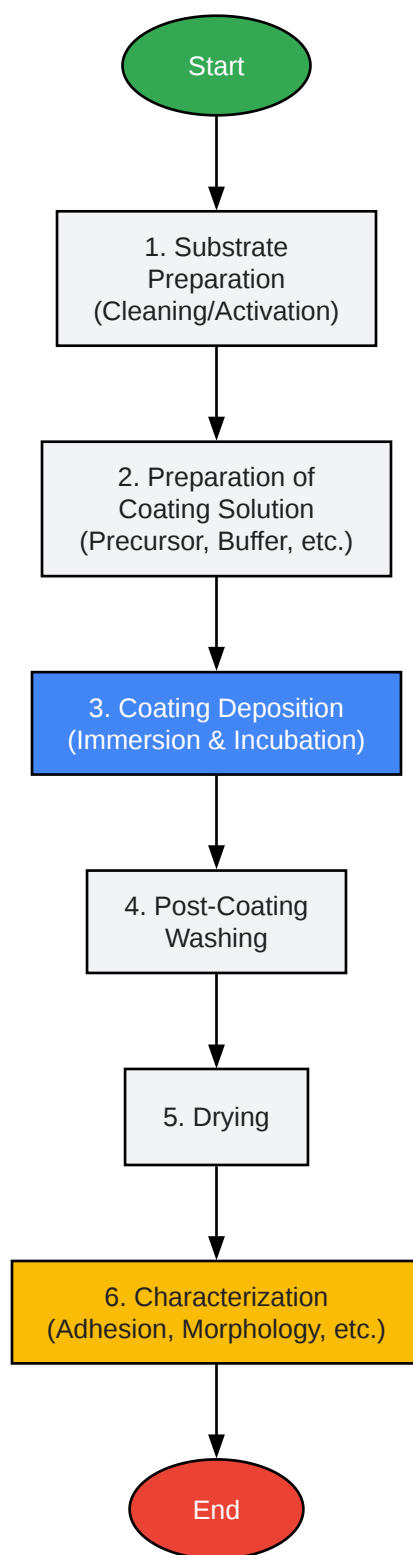 Start
1. Substrate
Preparation
(Cleaning/Activation)
2. Preparation of
Coating Solution
(Precursor, Buffer, etc.)
3. Coating Deposition
(Immersion & Incubation)
4. Post-Coating
Washing
5. Drying
6. Characterization
(Adhesion, Morphology, etc.)
End